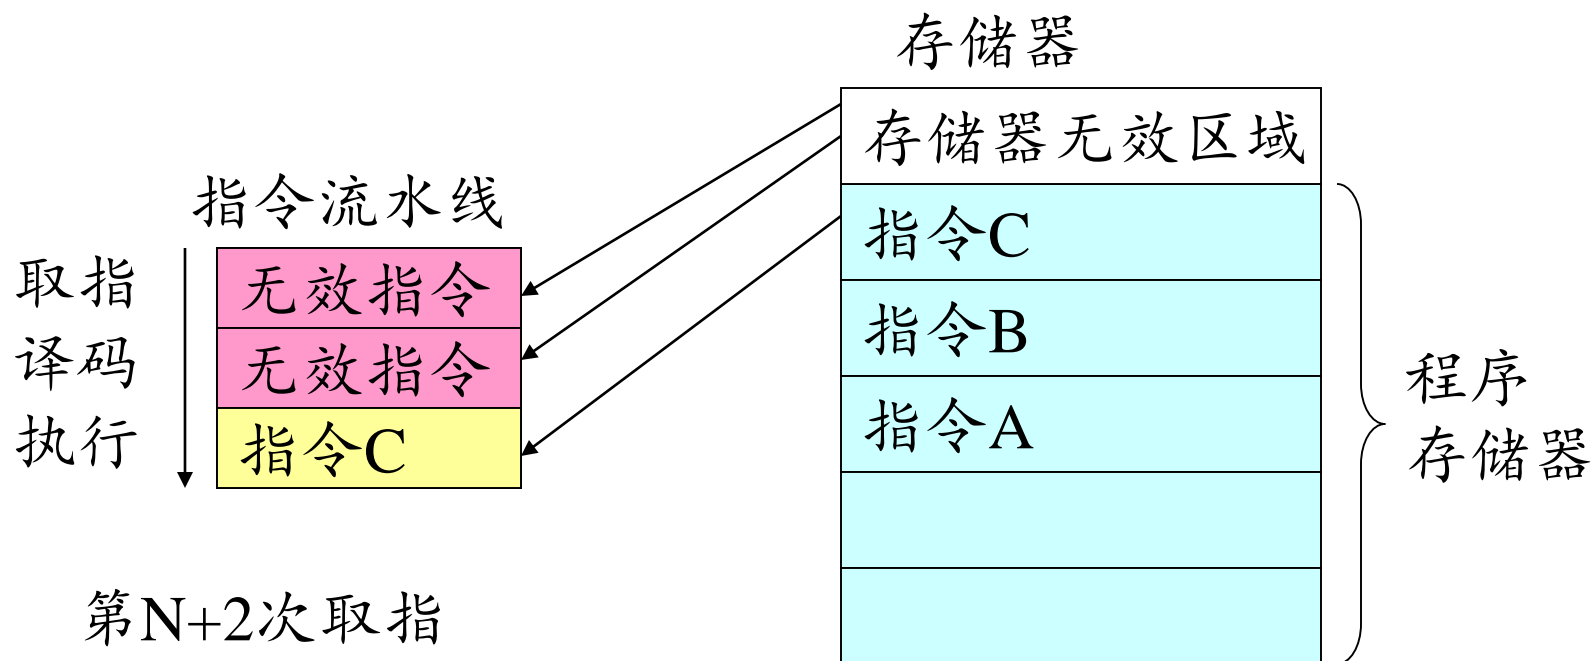 存储器
存储器无效区域
指令流水线
取指
译码
执行
无效指令
无效指令
指令C
指令C
指令B
指令A
程序
存储器
第N+2次取指